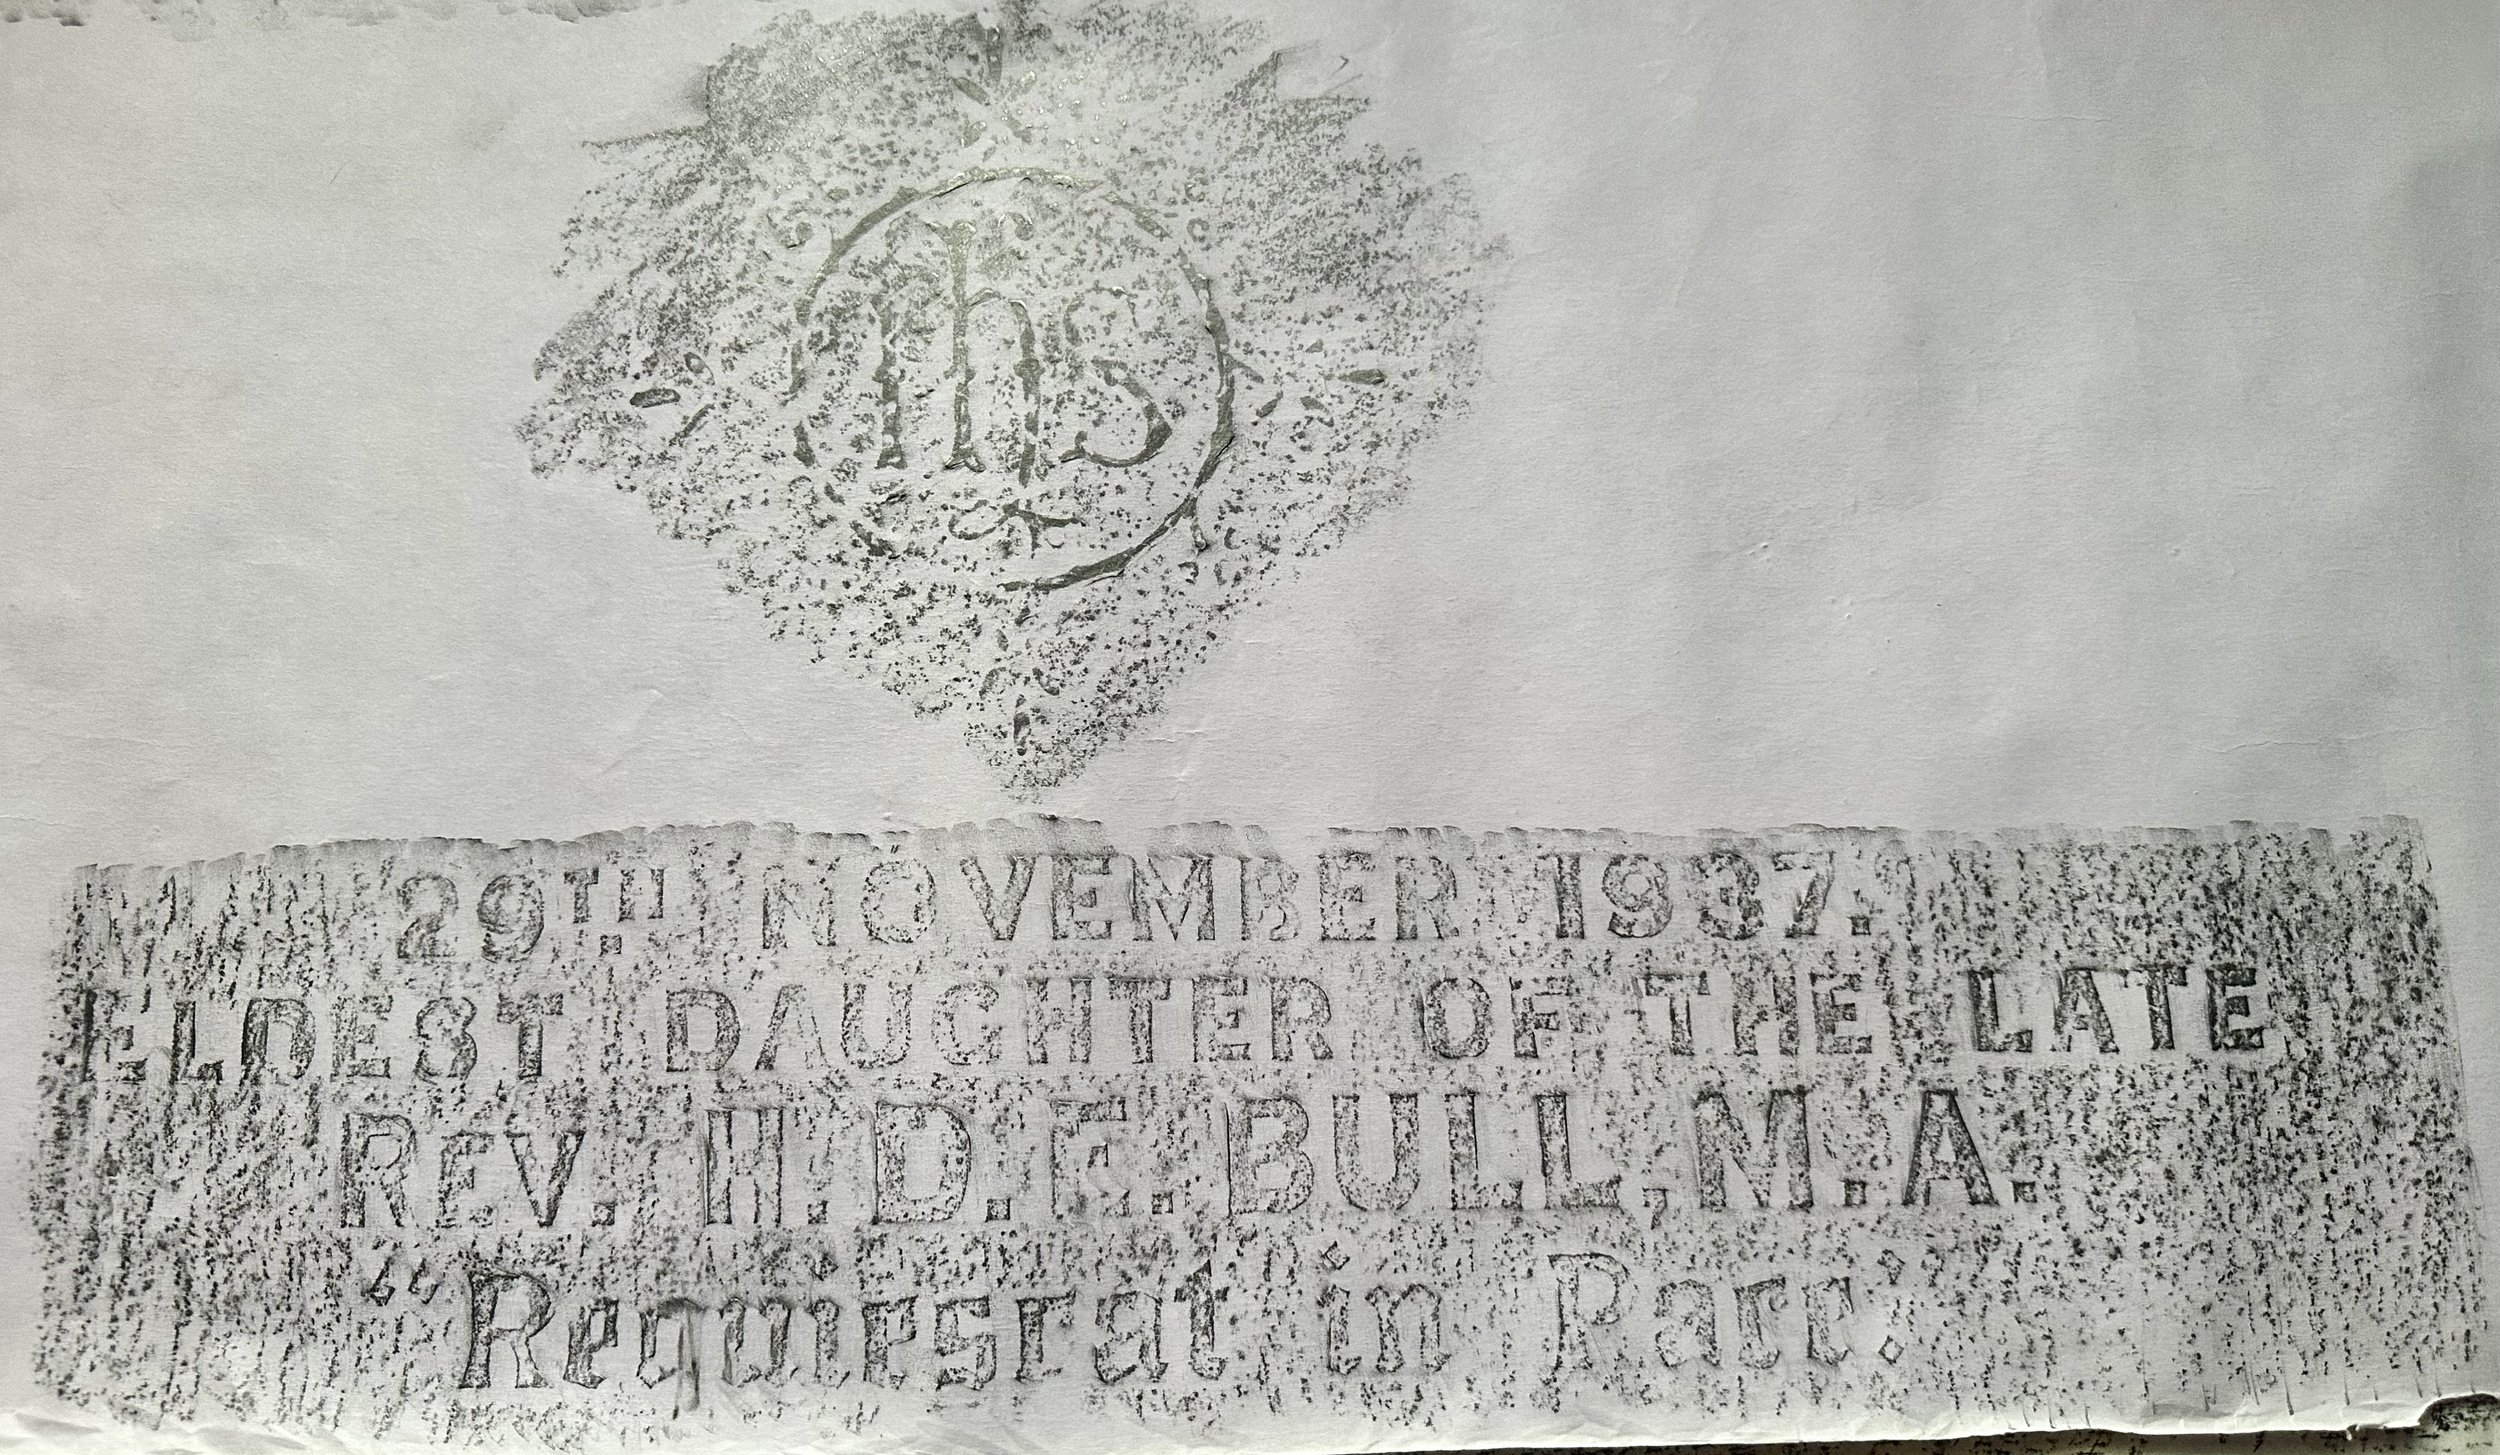 ihs
29TH NOVEMBER 1937.
ELDEST DAUGHTER OF THE LATE
REV. H. D. E. BULL, M.A.
"Requiescat in Pace."